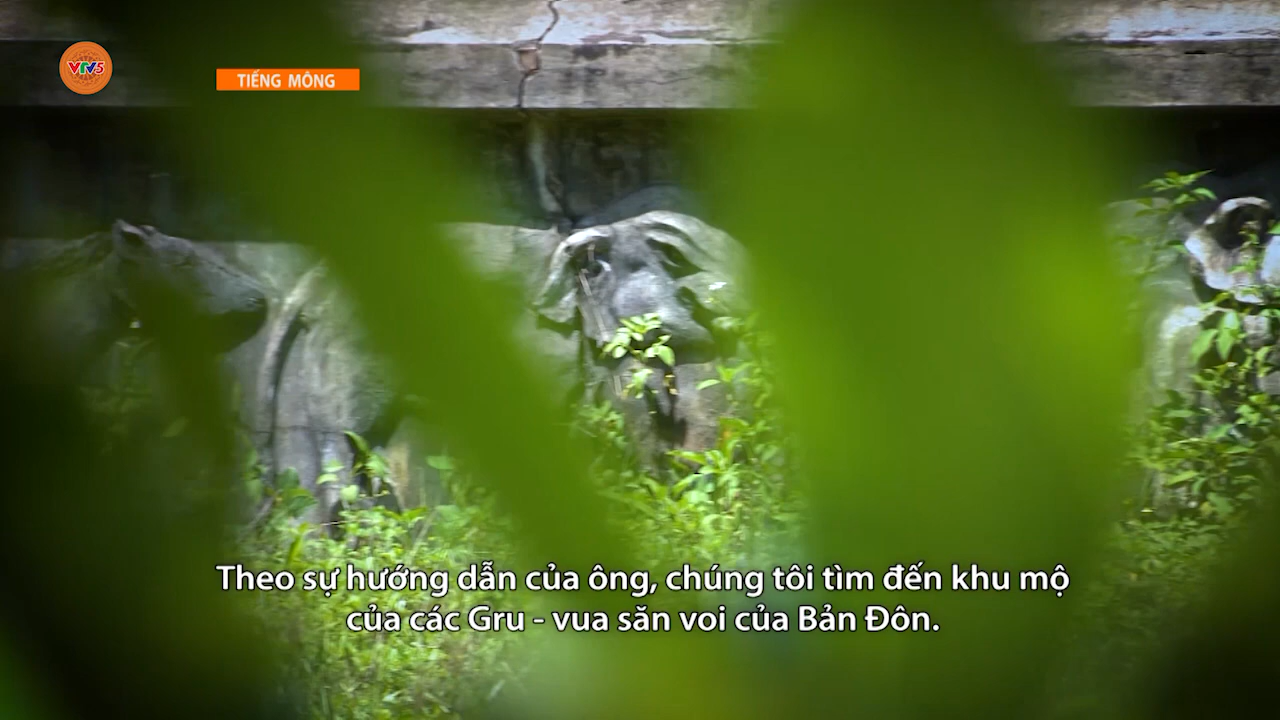 VTV5
TIẾNG MÔNG
Theo sự hướng dẫn của ông, chúng tôi tìm đến khu mộ
của các Gru - vua săn voi của Bản Đôn.